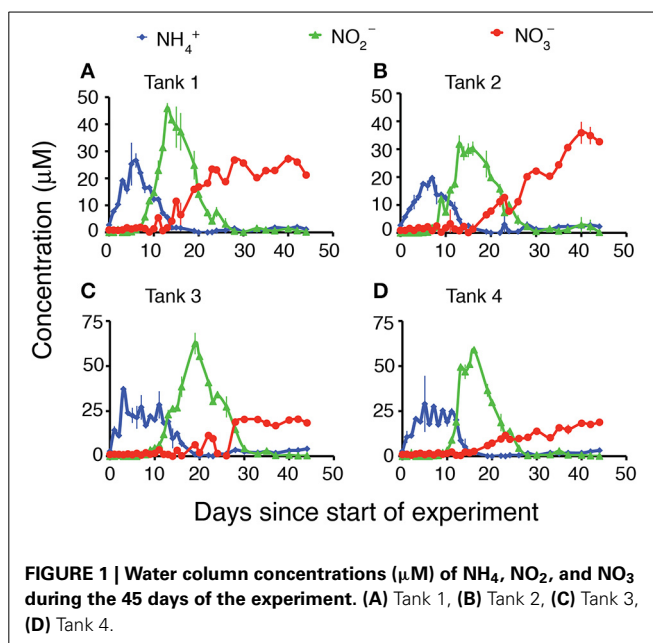 NH₄⁺ NO₂⁻ NO₃⁻
A Tank 1
B Tank 2
Concentration (µM)
50
40
30
20
10
0
0 10 20 30 40 50
50
40
30
20
10
0
0 10 20 30 40 50
C Tank 3
D Tank 4
75
50
25
0
0 10 20 30 40 50
75
50
25
0
0 10 20 30 40 50
Days since start of experiment
FIGURE 1 | Water column concentrations (µM) of NH₄, NO₂, and NO₃
during the 45 days of the experiment. (A) Tank 1, (B) Tank 2, (C) Tank 3,
(D) Tank 4.